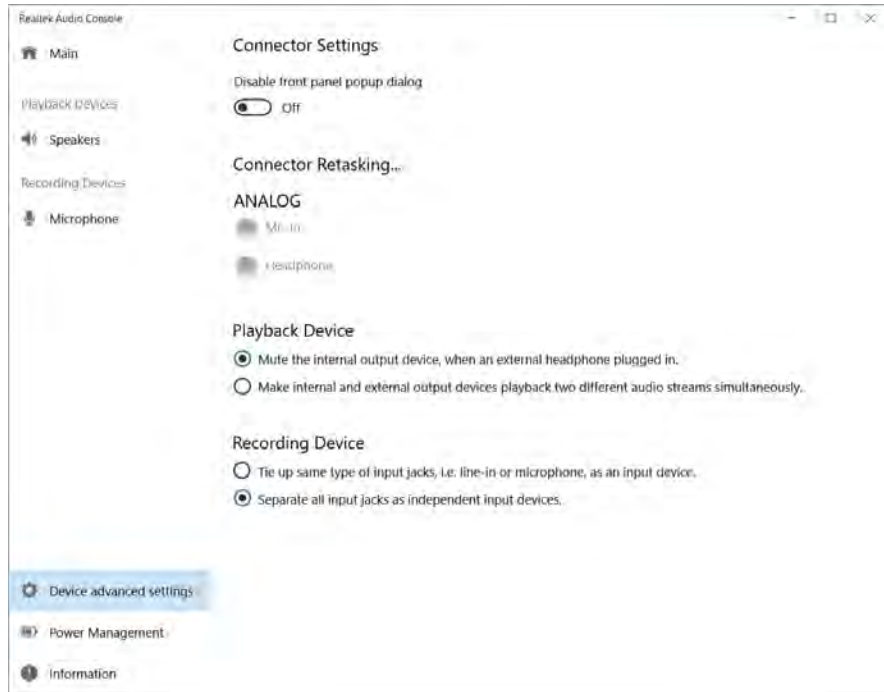 Realtek Audio Console
Main
Playback Devices
Speakers
Recording Devices
Microphone
Device advanced settings
Power Management
Information
Connector Settings
Disable front panel popup dialog
Off
Connector Retasking...
ANALOG
Mic in
Headphone
Playback Device
Mute the internal output device, when an external headphone plugged in.
Make internal and external output devices playback two different audio streams simultaneously.
Recording Device
Tie up same type of input jacks, i.e. line-in or microphone, as an input device.
Separate all input jacks as independent input devices.